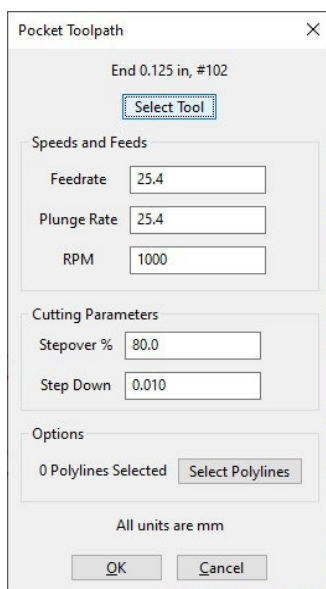 Pocket Toolpath
End 0.125 in, #102
Select Tool
Speeds and Feeds
Feedrate 25.4
Plunge Rate 25.4
RPM 1000
Cutting Parameters
Stepover % 80.0
Step Down 0.010
Options
0 Polylines Selected Select Polylines
All units are mm
OK Cancel